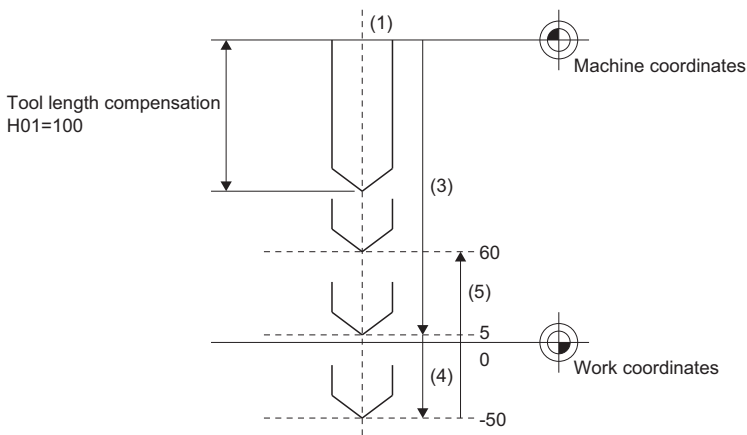 (1)
Machine coordinates
Tool length compensation
H01=100
(3)
60
(5)
5
0
(4)
Work coordinates
-50